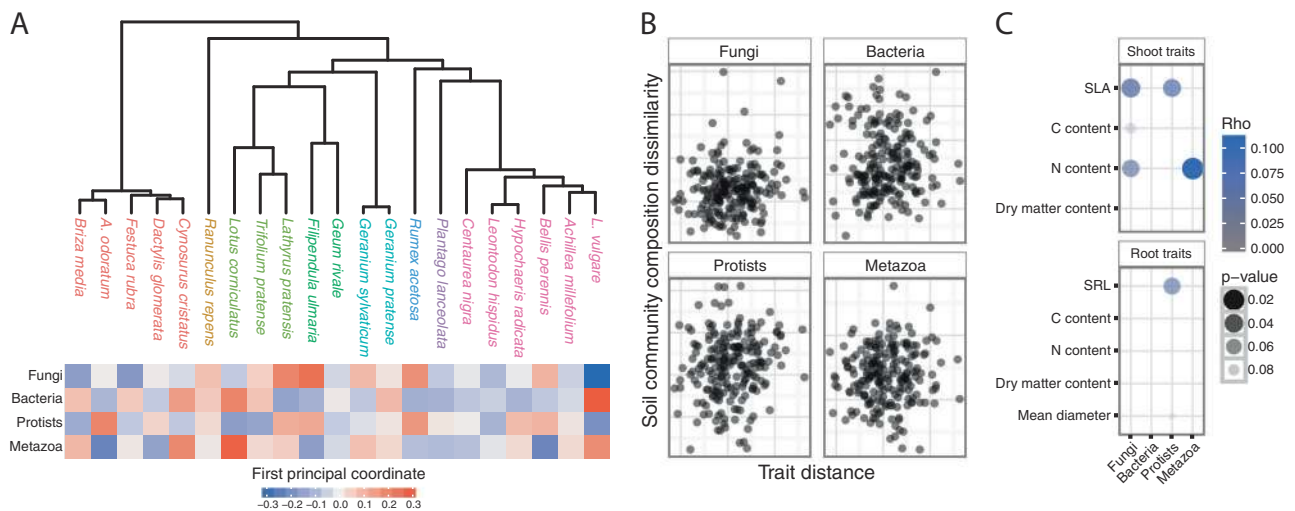 A
Briza media
A. odoratum
Festuca rubra
Dactylis glomerata
Cynosurus cristatus
Ranunculus repens
Lotus corniculatus
Trifolium pratense
Lathyrus pratensis
Filipendula ulmaria
Geum rivale
Geranium sylvaticum
Geranium pratense
Rumex acetosa
Plantago lanceolata
Centaurea nigra
Leontodon hispidus
Hypochaeris radicata
Bellis perennis
Achillea millefolium
L. vulgare
Fungi
Bacteria
Protists
Metazoa
First principal coordinate
−0.3 −0.2 −0.1 0.0 0.1 0.2 0.3
B
Soil community composition dissimilarity
Fungi
Bacteria
Protists
Metazoa
Trait distance
C
Shoot traits
SLA
C content
N content
Dry matter content
Root traits
SRL
C content
N content
Dry matter content
Mean diameter
Fungi
Bacteria
Protists
Metazoa
Rho
0.100
0.075
0.050
0.025
0.000
p-value
0.02
0.04
0.06
0.08